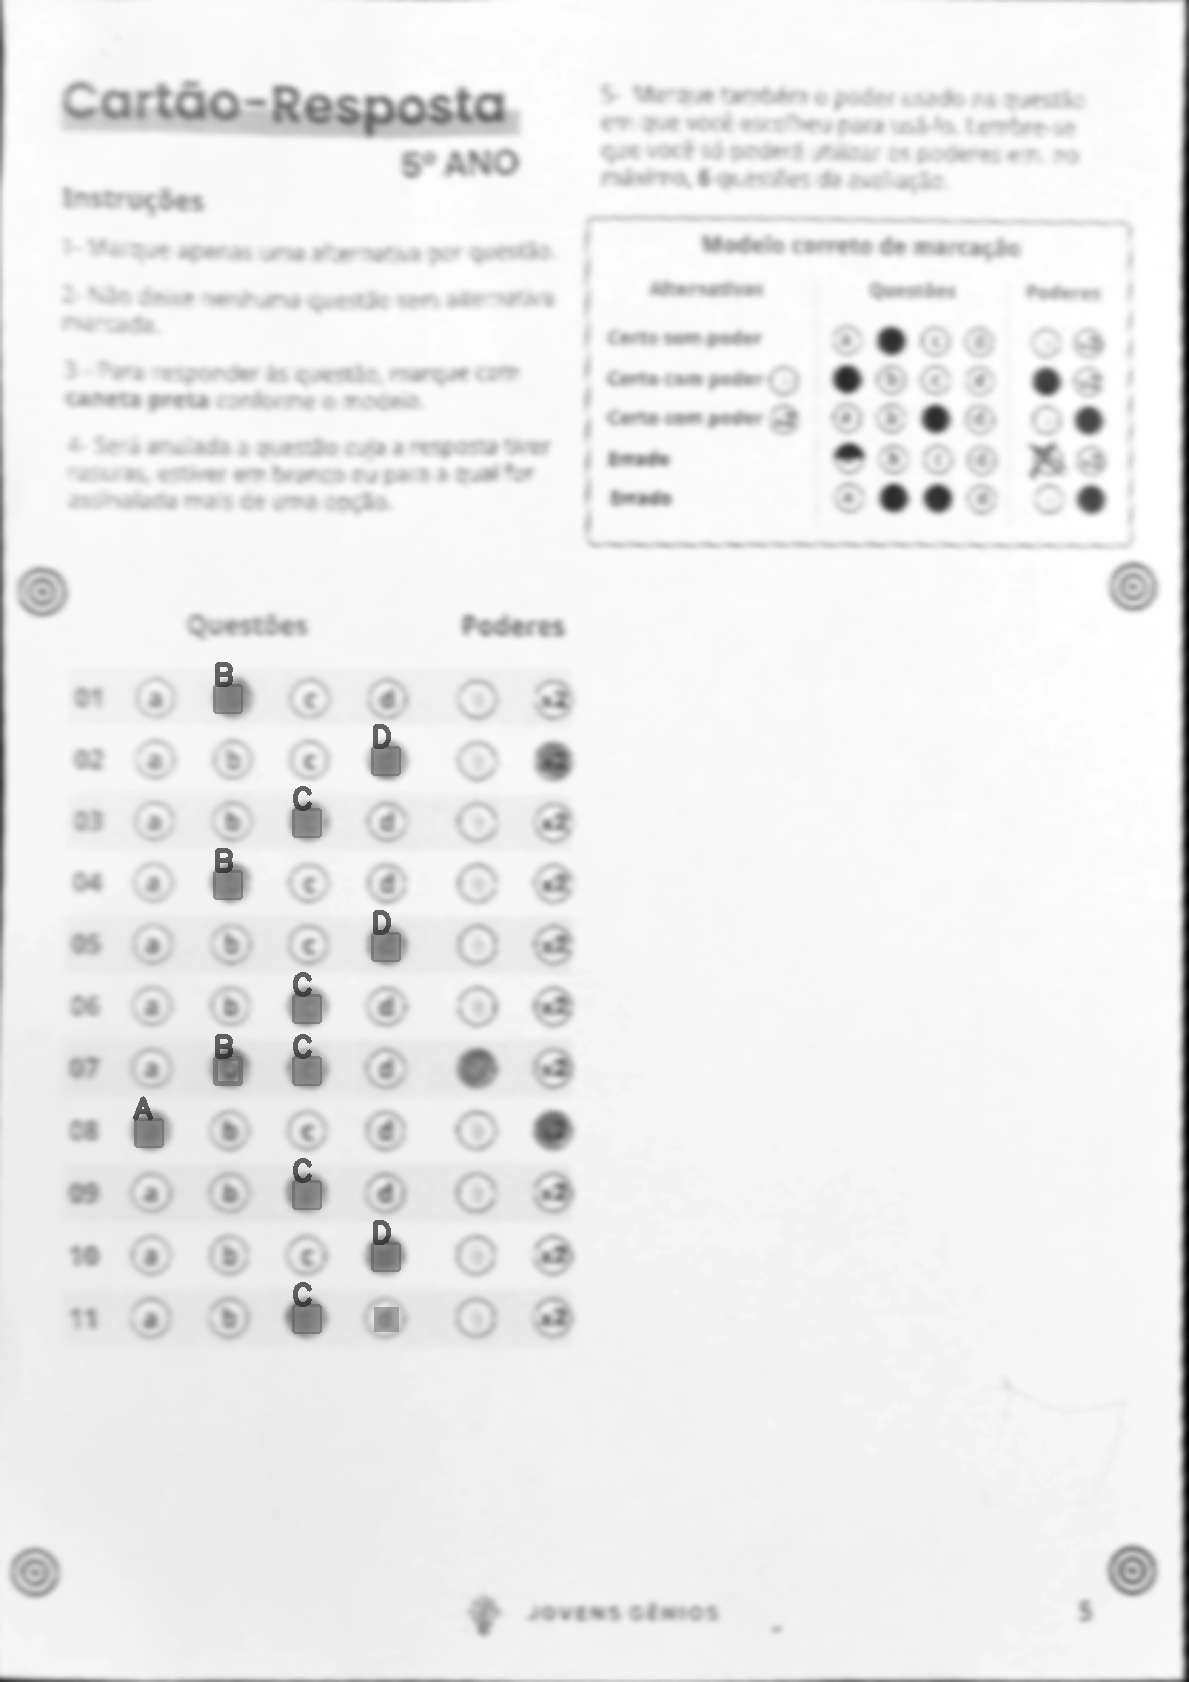 Cartão-Resposta
5º ANO
Instruções
1- Marque apenas uma alternativa por questão.
2- Não deixe nenhuma questão sem alternativa
marcada.
3 - Para responder às questão, marque com
caneta preta conforme o modelo.
4- Será anulada a questão cuja a resposta tiver
rasuras, estiver em branco ou para a qual for
assinalada mais de uma opção.
5- Marque também o poder usado na questão
em que você escolheu para usá-lo. Lembre-se
que você só poderá utilizar os poderes em, no
máximo, 6 questões da avaliação.
Modelo correto de marcação
Alternativas Questões Poderes
Certo sem poder a c d x2
Certo com poder b c d x2
Certo com poder x2 a b d
Errado b c d x2
Errado a d
Questões Poderes
B
01 a c d x2
D
02 a b c x2
C
03 a b d x2
B
04 a c d x2
D
05 a b c x2
C
06 a b d x2
B C
07 a d x2
A
08 b c d
C
09 a b d x2
D
10 a b c x2
C
11 a b d x2
JOVENS GÊNIOS
5